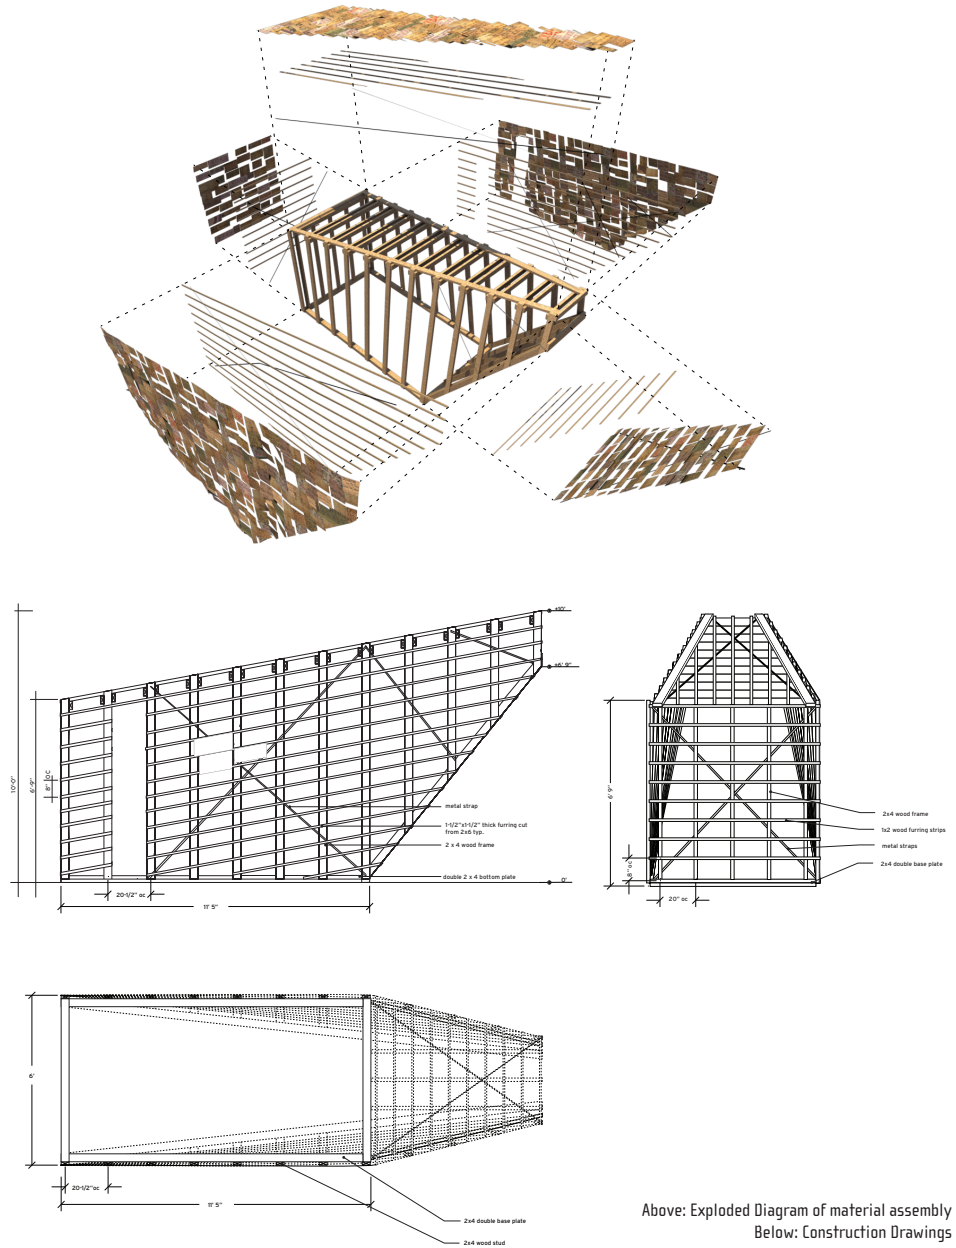 +10'
+6' 9"
10'-0"
6'-9"
8" OC
metal strap
1-1/2"x1-1/2" thick furring cut
from 2x6 typ.
2 x 4 wood frame
double 2 x 4 bottom plate
0'
20-1/2" oc
11' 5"
6' 9"
8" oc
20" oc
2x4 wood frame
1x2 wood furring strips
metal straps
2x4 double base plate
6'
20-1/2"oc
11' 5"
2x4 double base plate
2x4 wood stud
Above: Exploded Diagram of material assembly
Below: Construction Drawings